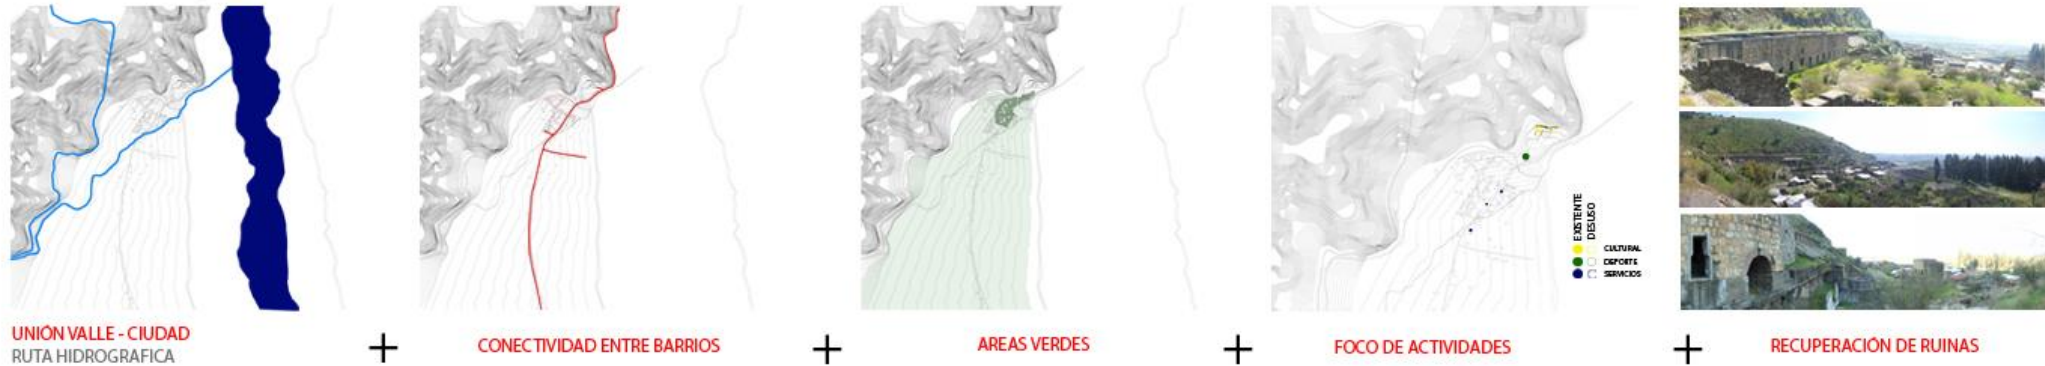 UNIÓN VALLE - CIUDAD
RUTA HIDROGRAFICA
+
CONECTIVIDAD ENTRE BARRIOS
+
AREAS VERDES
+
FOCO DE ACTIVIDADES
+
RECUPERACIÓN DE RUINAS
EXISTENTE
DESUSO
CULTURAL
DEPORTE
SERVICIOS